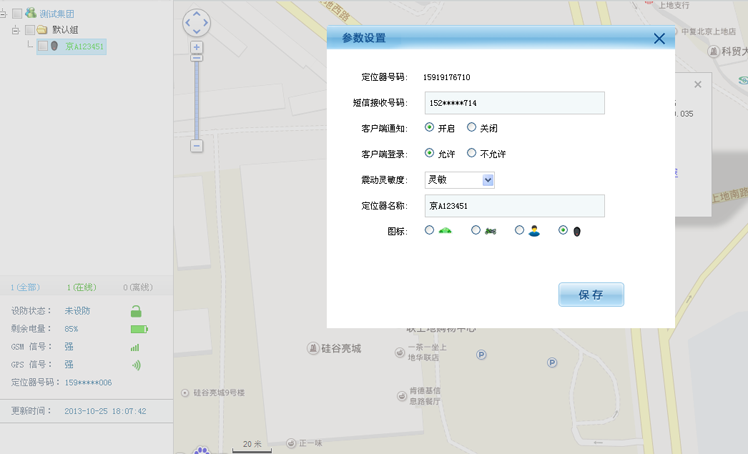 测试集团
默认组
京A123451
1(全部)
1(在线)
0(离线)
设防状态： 未设防
剩余电量： 85%
GSM 信号： 强
GPS 信号： 强
定位器号码：159*****006
更新时间： 2013-10-25 18:07:42
参数设置
定位器号码: 15919176710
短信接收号码: 152*****714
客户端通知: 开启 关闭
客户端登录: 允许 不允许
震动灵敏度: 灵敏
定位器名称: 京A123451
图标:
保 存
上地支行
中复北京上地店
科贸大
.035
上地南路
硅谷亮城
一茶一坐上
地华联店
P
P
肯德基信
息路餐厅
硅谷亮城9号楼
正一味
20 米